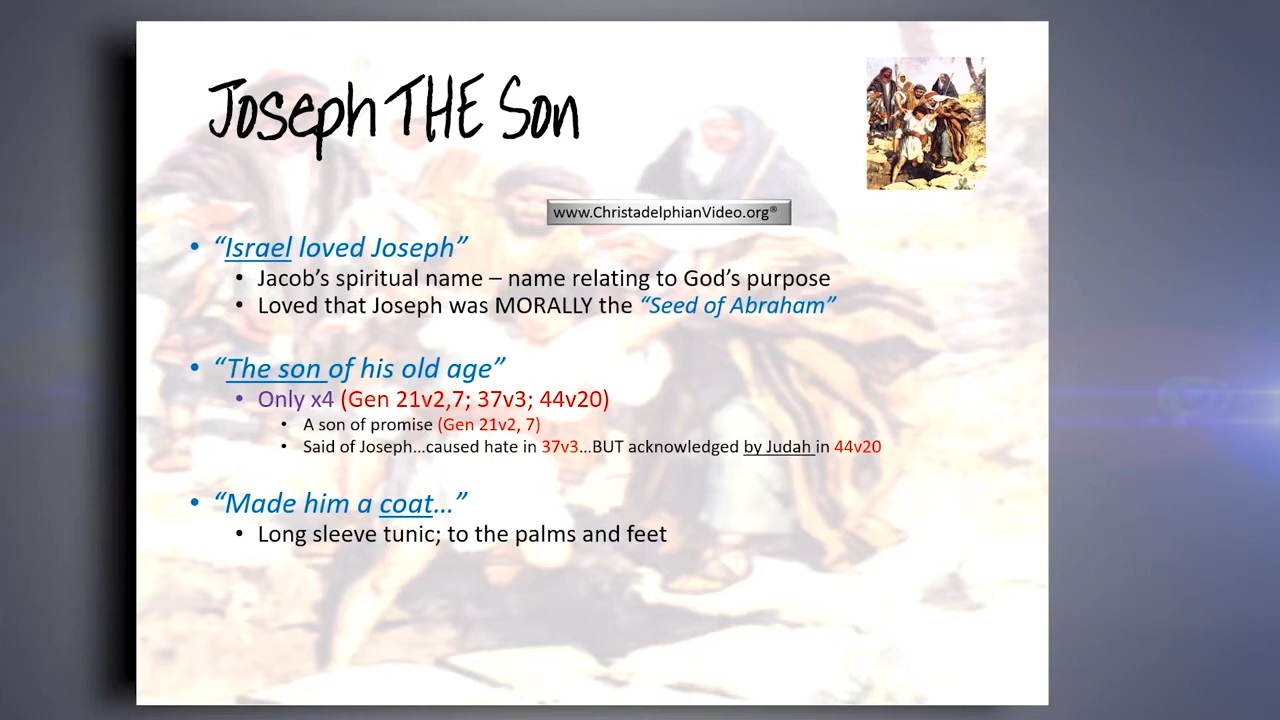 Joseph THE Son
www.ChristadelphianVideo.org®
• “Israel loved Joseph”
• Jacob’s spiritual name – name relating to God’s purpose
• Loved that Joseph was MORALLY the “Seed of Abraham”
• “The son of his old age”
• Only x4 (Gen 21v2,7; 37v3; 44v20)
• A son of promise (Gen 21v2, 7)
• Said of Joseph…caused hate in 37v3…BUT acknowledged by Judah in 44v20
• “Made him a coat…”
• Long sleeve tunic; to the palms and feet